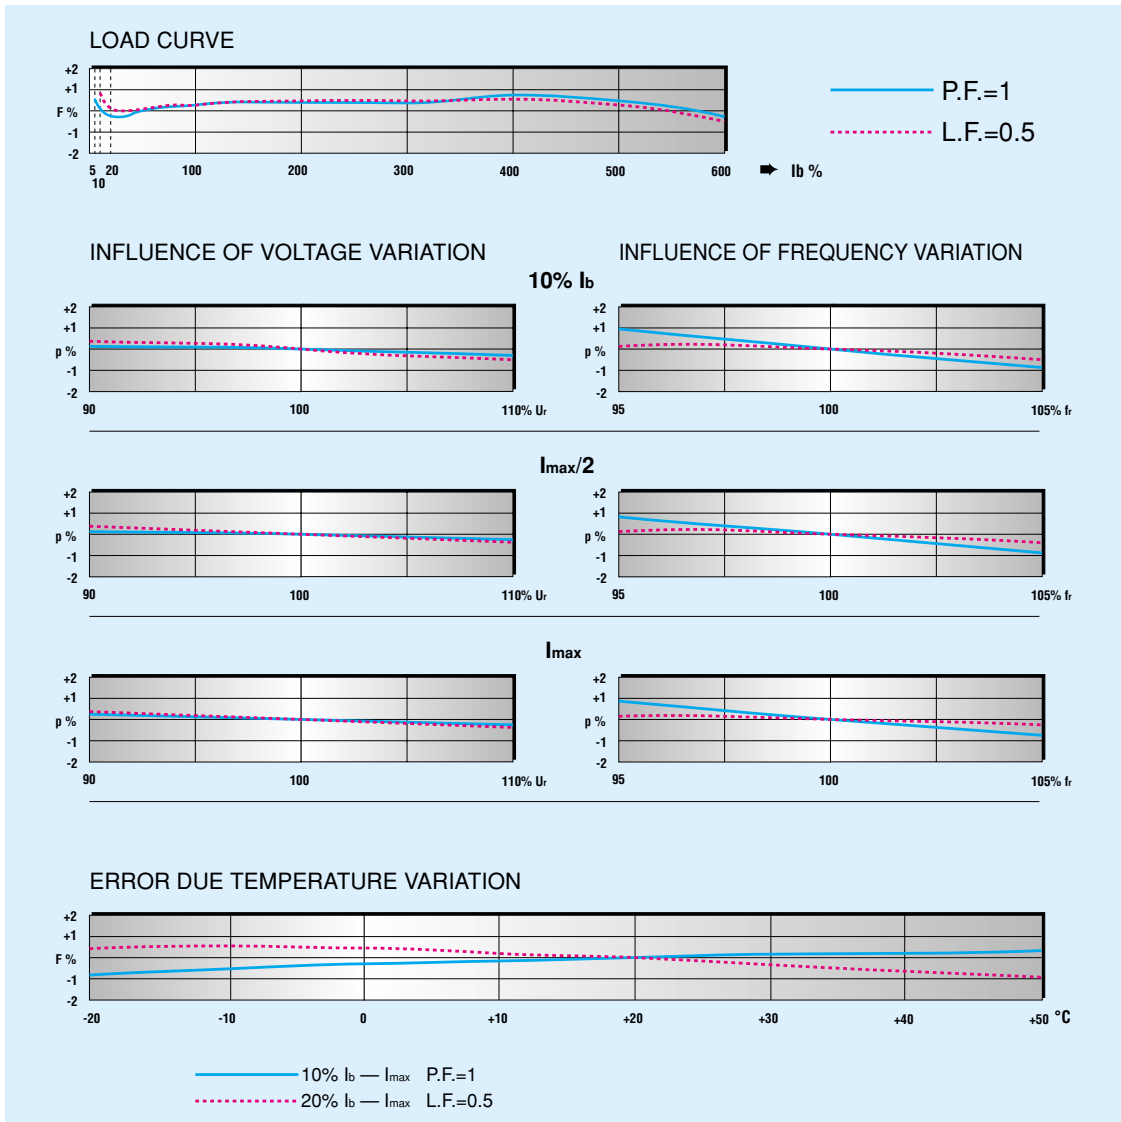 LOAD CURVE
+2
+1
F %
-1
-2
5 20 100 200 300 400 500 600 Ib %
10
P.F.=1
L.F.=0.5
INFLUENCE OF VOLTAGE VARIATION INFLUENCE OF FREQUENCY VARIATION
10% Ib
+2
+1
p %
-1
-2
90 100 110% Ur
+2
+1
p %
-1
-2
95 100 105% fr
Imax/2
+2
+1
p %
-1
-2
90 100 110% Ur
+2
+1
p %
-1
-2
95 100 105% fr
Imax
+2
+1
p %
-1
-2
90 100 110% Ur
+2
+1
p %
-1
-2
95 100 105% fr
ERROR DUE TEMPERATURE VARIATION
+2
+1
F %
-1
-2
-20 -10 0 +10 +20 +30 +40 +50 °C
10% Ib — Imax P.F.=1
20% Ib — Imax L.F.=0.5